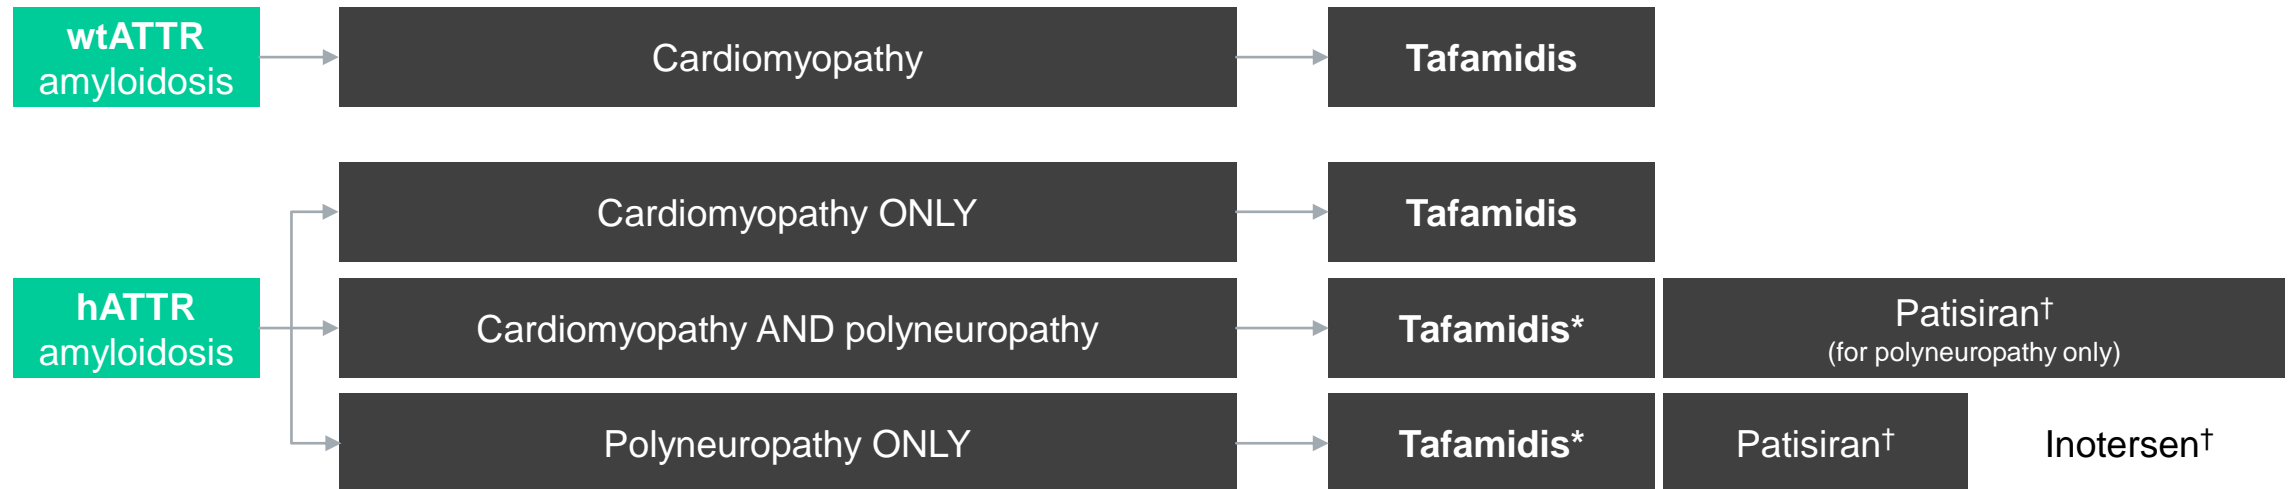 wtATTR
amyloidosis
Cardiomyopathy
Tafamidis
Cardiomyopathy ONLY
Tafamidis
hATTR
amyloidosis
Cardiomyopathy AND polyneuropathy
Tafamidis*
Patisiran†
(for polyneuropathy only)
Polyneuropathy ONLY
Tafamidis*
Patisiran†
Inotersen†